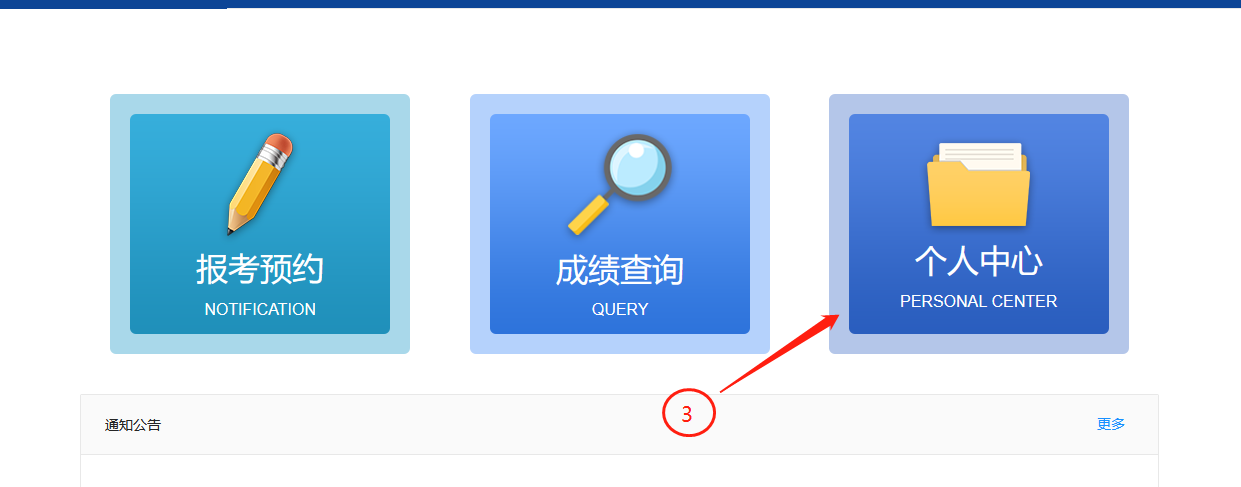 报考预约
NOTIFICATION
成绩查询
QUERY
个人中心
PERSONAL CENTER
3
通知公告
更多